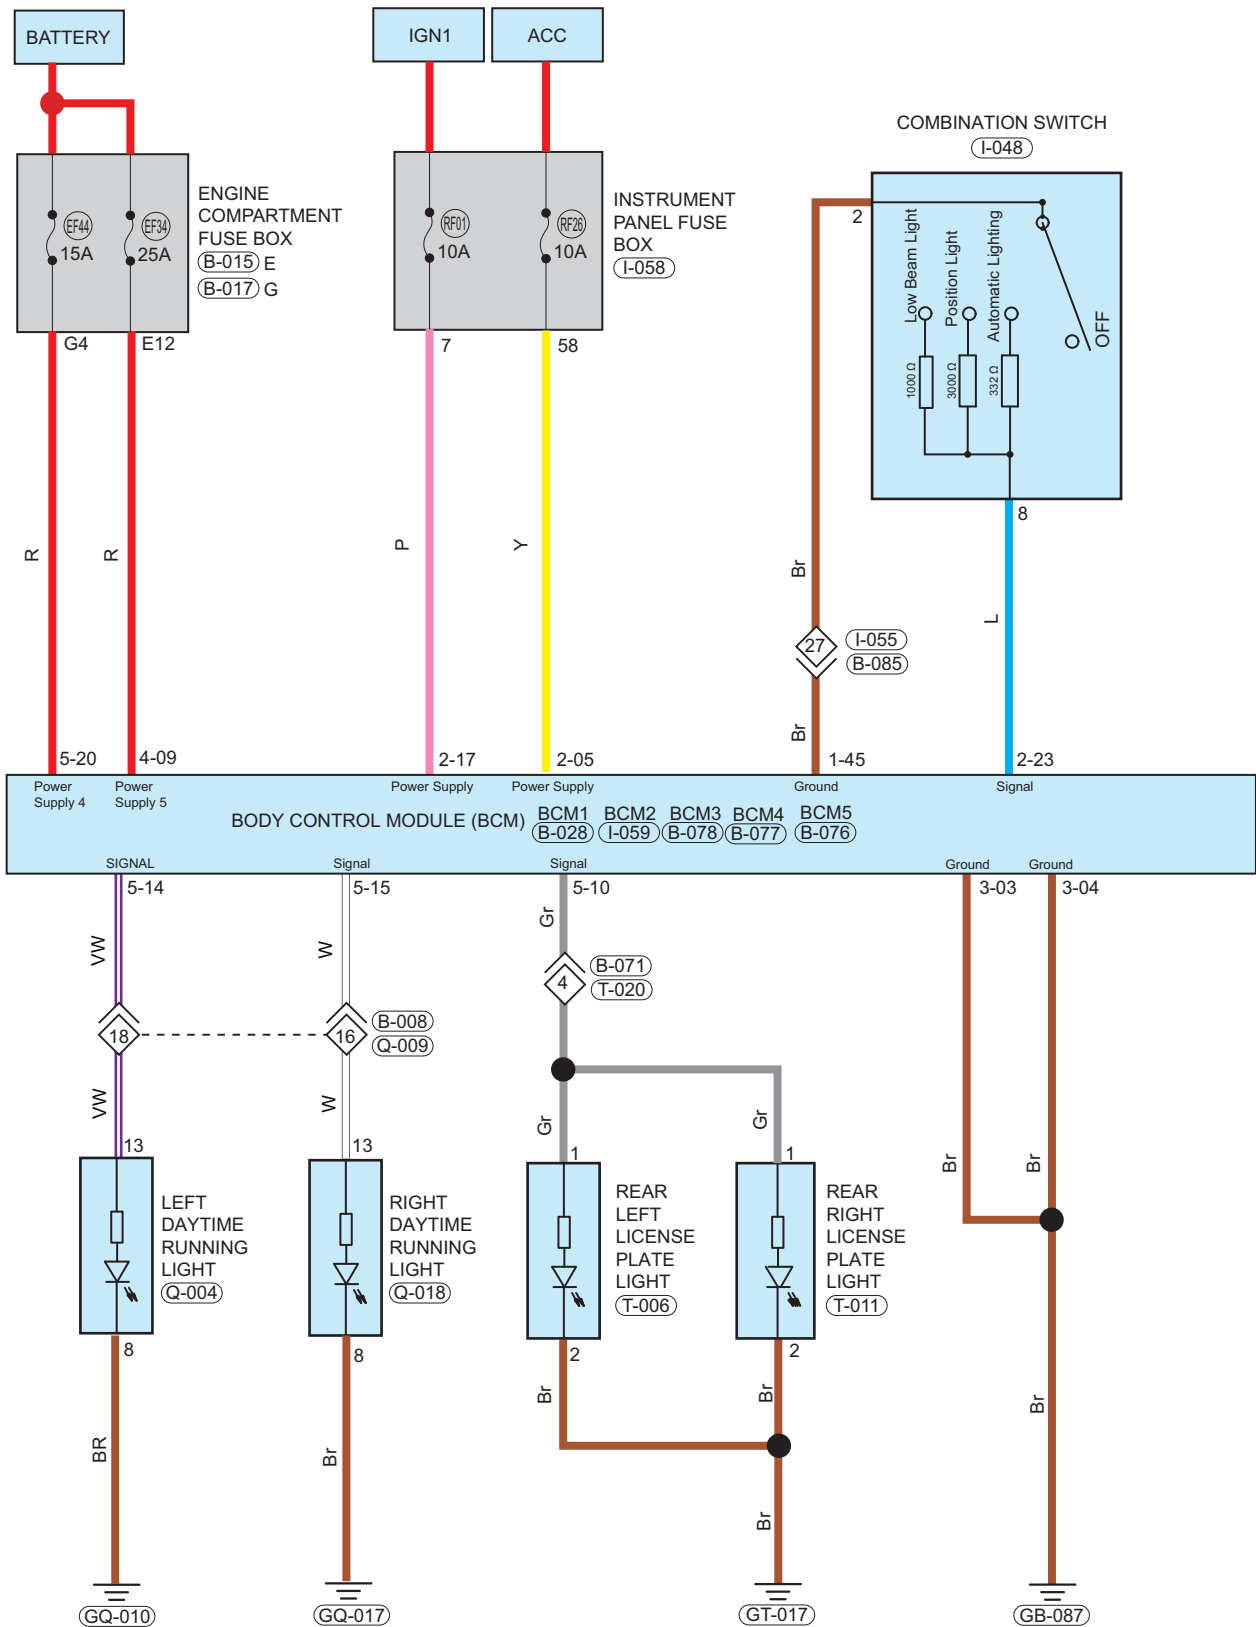 BATTERY
IGN1
ACC
COMBINATION SWITCH
I-048
EF44
15A
EF34
25A
ENGINE
COMPARTMENT
FUSE BOX
B-015 E
B-017 G
RF01
10A
RF26
10A
INSTRUMENT
PANEL FUSE
BOX
I-058
2
Low Beam Light
Position Light
Automatic Lighting
OFF
1000 Ω
3000 Ω
332 Ω
G4
E12
7
58
8
R
R
P
Y
Br
L
27
I-055
B-085
Br
5-20
4-09
2-17
2-05
1-45
2-23
Power
Supply 4
Power
Supply 5
Power Supply
Power Supply
Ground
Signal
BODY CONTROL MODULE (BCM)
BCM1
B-028
BCM2
I-059
BCM3
B-078
BCM4
B-077
BCM5
B-076
SIGNAL
Signal
Signal
Ground
Ground
5-14
5-15
5-10
3-03
3-04
VW
W
Gr
4
B-071
T-020
18
16
B-008
Q-009
VW
W
Gr
Gr
Br
Br
13
13
1
1
LEFT
DAYTIME
RUNNING
LIGHT
Q-004
RIGHT
DAYTIME
RUNNING
LIGHT
Q-018
REAR
LEFT
LICENSE
PLATE
LIGHT
T-006
REAR
RIGHT
LICENSE
PLATE
LIGHT
T-011
8
8
2
2
BR
Br
Br
Br
Br
Br
GQ-010
GQ-017
GT-017
GB-087